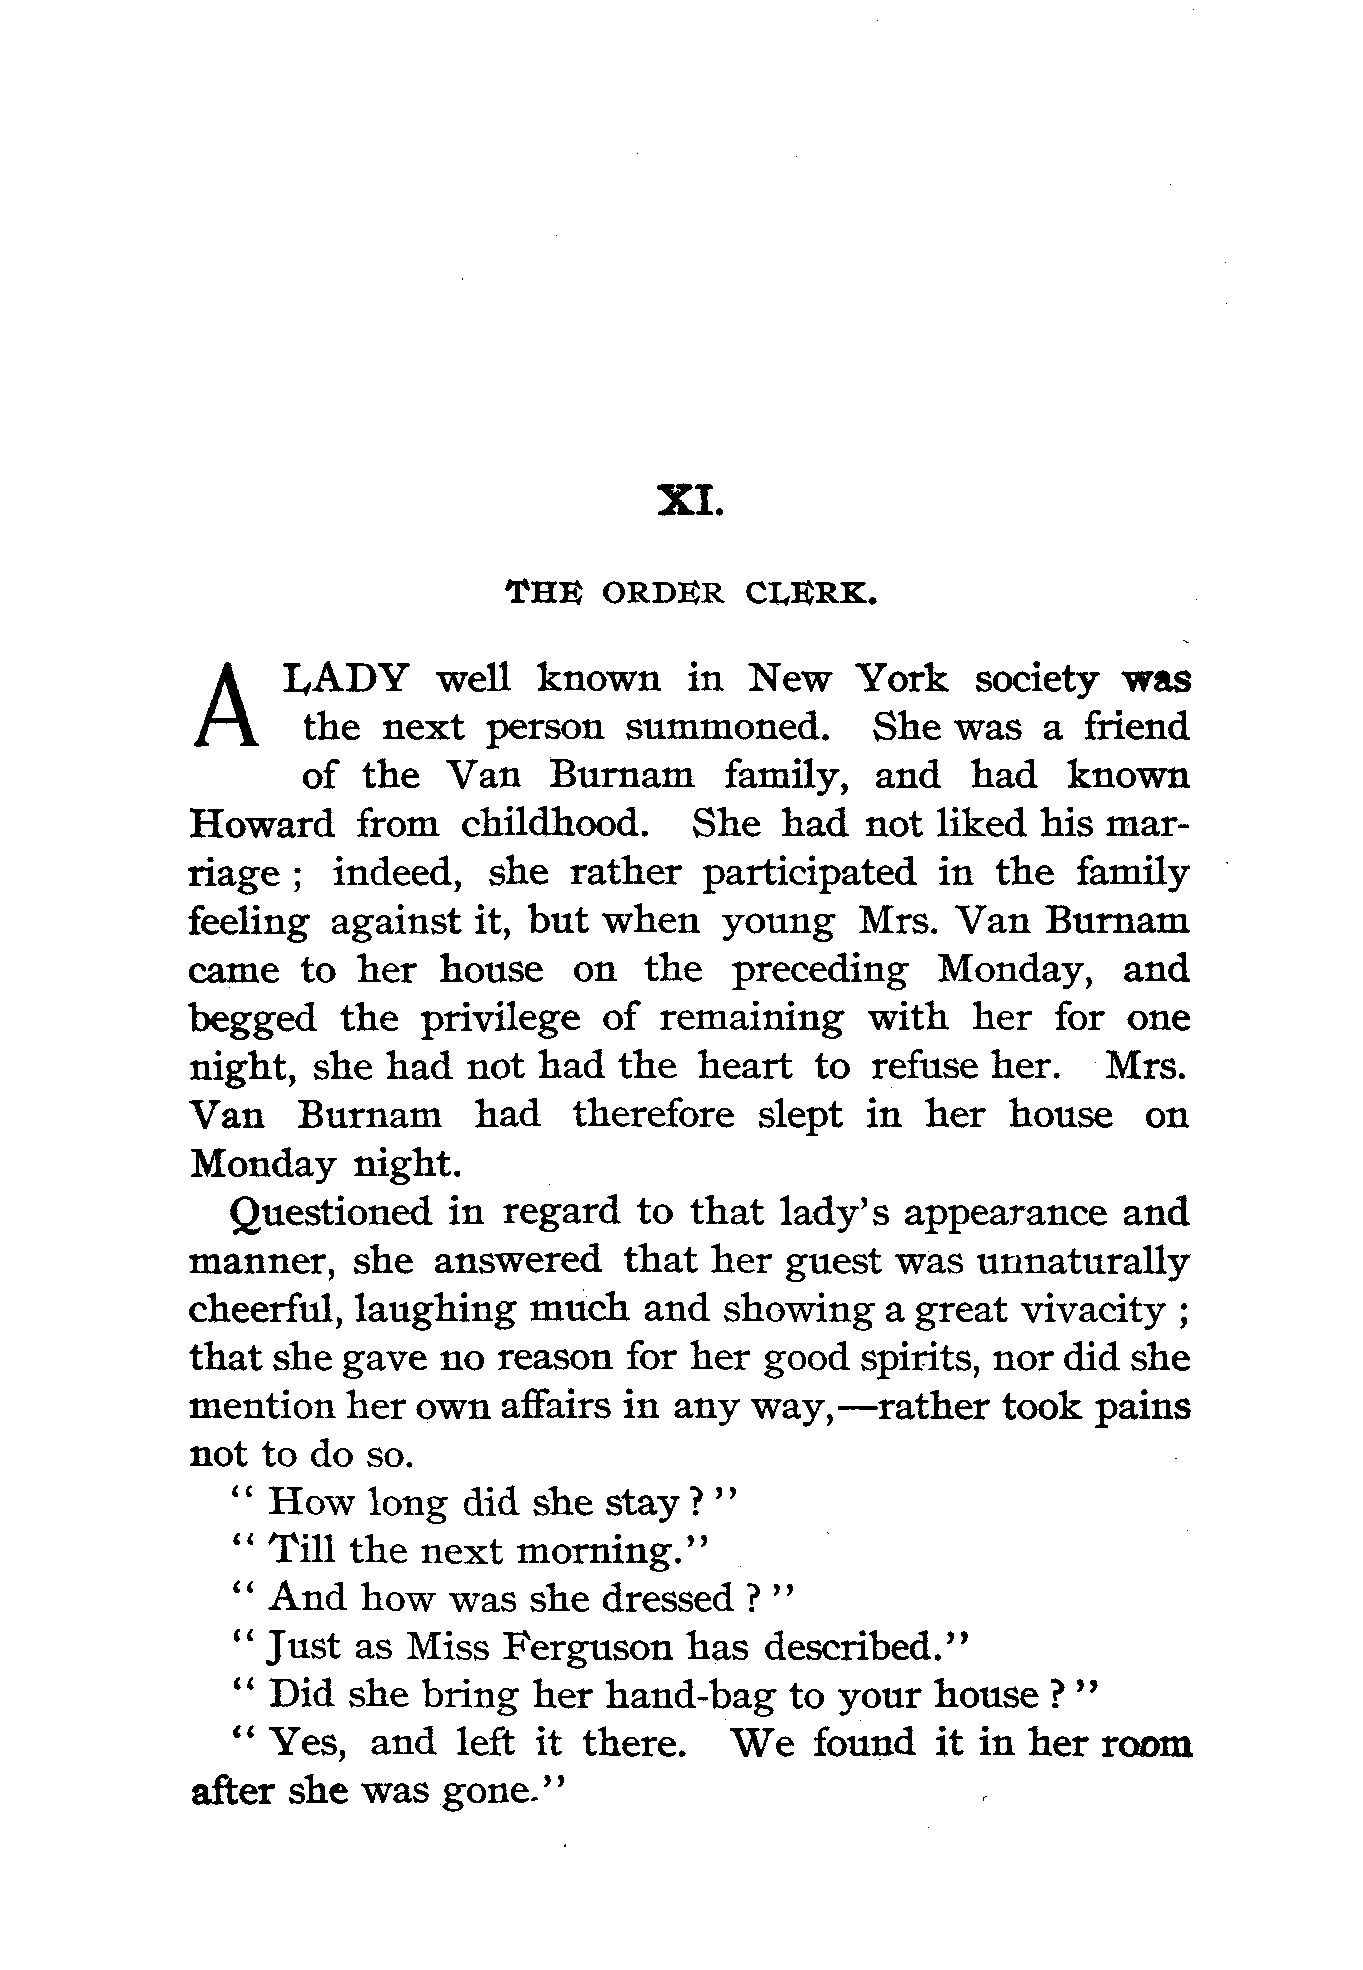 XI.
THE ORDER CLERK.
A LADY well known in New York society was
the next person summoned. She was a friend
of the Van Burnam family, and had known
Howard from childhood. She had not liked his mar-
riage ; indeed, she rather participated in the family
feeling against it, but when young Mrs. Van Burnam
came to her house on the preceding Monday, and
begged the privilege of remaining with her for one
night, she had not had the heart to refuse her. Mrs.
Van Burnam had therefore slept in her house on
Monday night.
Questioned in regard to that lady's appearance and
manner, she answered that her guest was unnaturally
cheerful, laughing much and showing a great vivacity ;
that she gave no reason for her good spirits, nor did she
mention her own affairs in any way,—rather took pains
not to do so.
" How long did she stay ? "
" Till the next morning."
" And how was she dressed ? "
" Just as Miss Ferguson has described."
" Did she bring her hand-bag to your house ? "
" Yes, and left it there. We found it in her room
after she was gone."